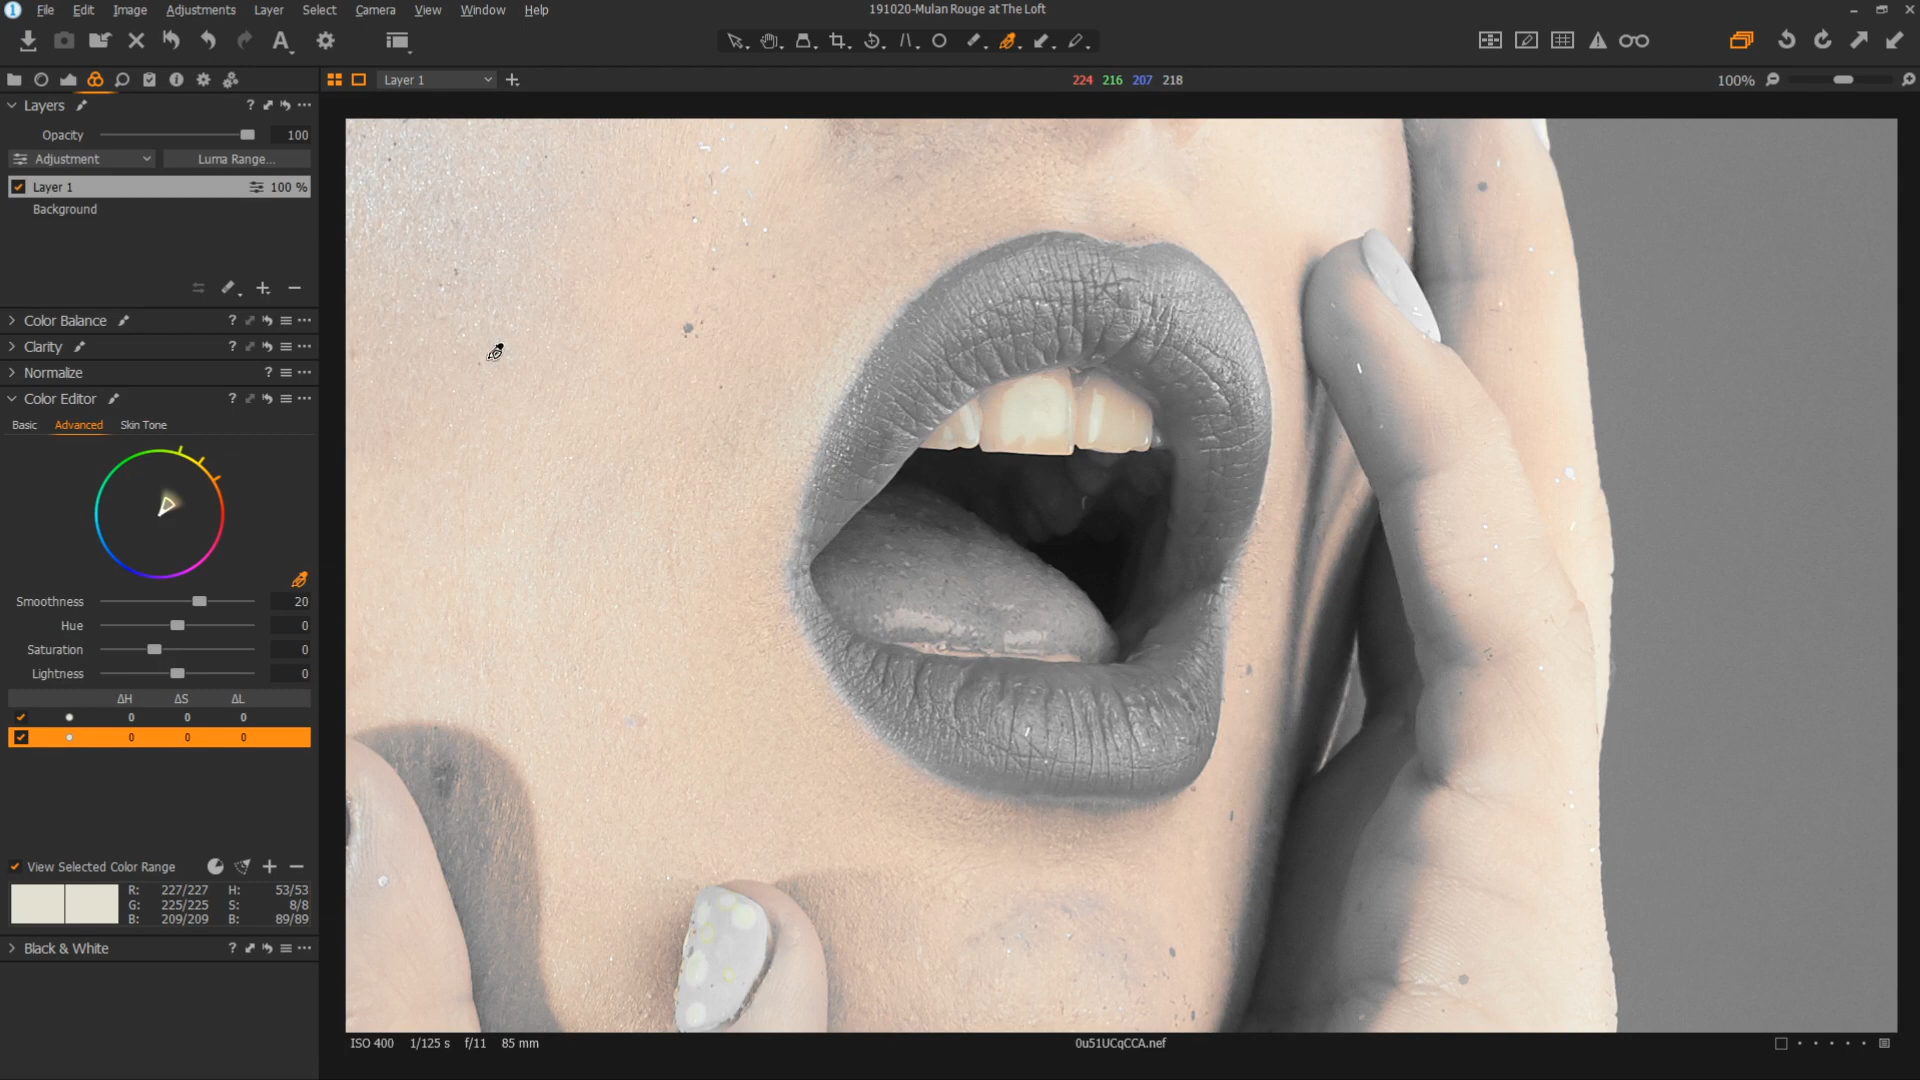 File Edit Image Adjustments Layer Select Camera View Window Help
191020-Mulan Rouge at The Loft
Layer 1
224 216 207 218
100%
Layers
Opacity 100
Adjustment Luma Range...
Layer 1 100 %
Background
Color Balance
Clarity
Normalize
Color Editor
Basic Advanced Skin Tone
Smoothness 20
Hue 0
Saturation 0
Lightness 0
ΔH ΔS ΔL
0 0 0
0 0 0
View Selected Color Range
R: 227/227 H: 53/53
G: 225/225 S: 8/8
B: 209/209 B: 89/89
Black & White
ISO 400 1/125 s f/11 85 mm
0u51UCqCCA.nef